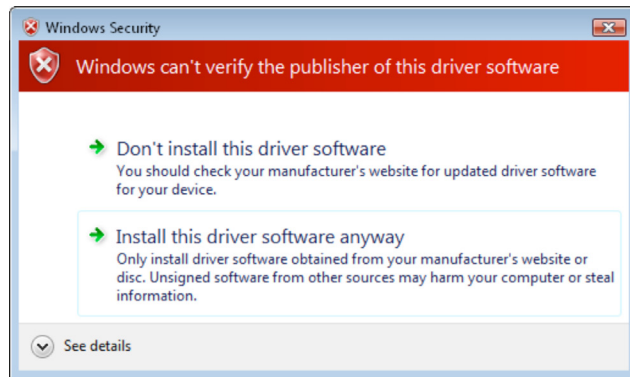 Windows Security
Windows can't verify the publisher of this driver software
Don't install this driver software
You should check your manufacturer's website for updated driver software
for your device.
Install this driver software anyway
Only install driver software obtained from your manufacturer's website or
disc. Unsigned software from other sources may harm your computer or steal
information.
See details